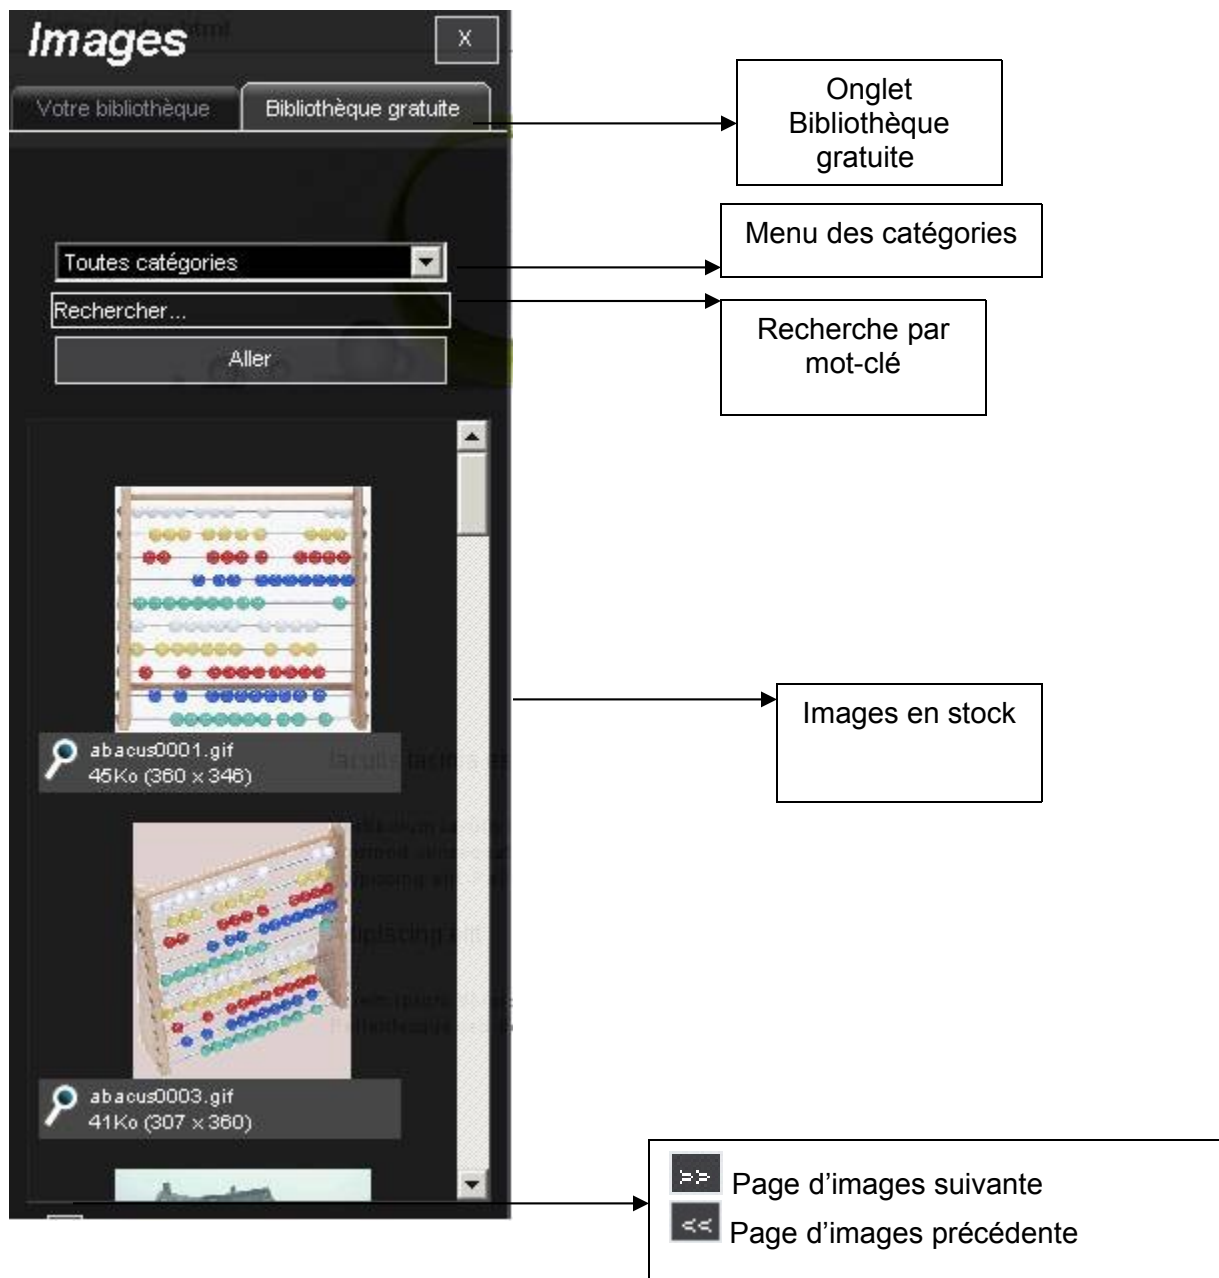 Images
X
Votre bibliothèque
Bibliothèque gratuite
Onglet
Bibliothèque
gratuite
Toutes catégories
Menu des catégories
Rechercher...
Recherche par
mot-clé
Aller
Images en stock
abacus0001.gif
45Ko (360 x 346)
abacus0003.gif
41Ko (307 x 360)
>> Page d’images suivante
<< Page d’images précédente